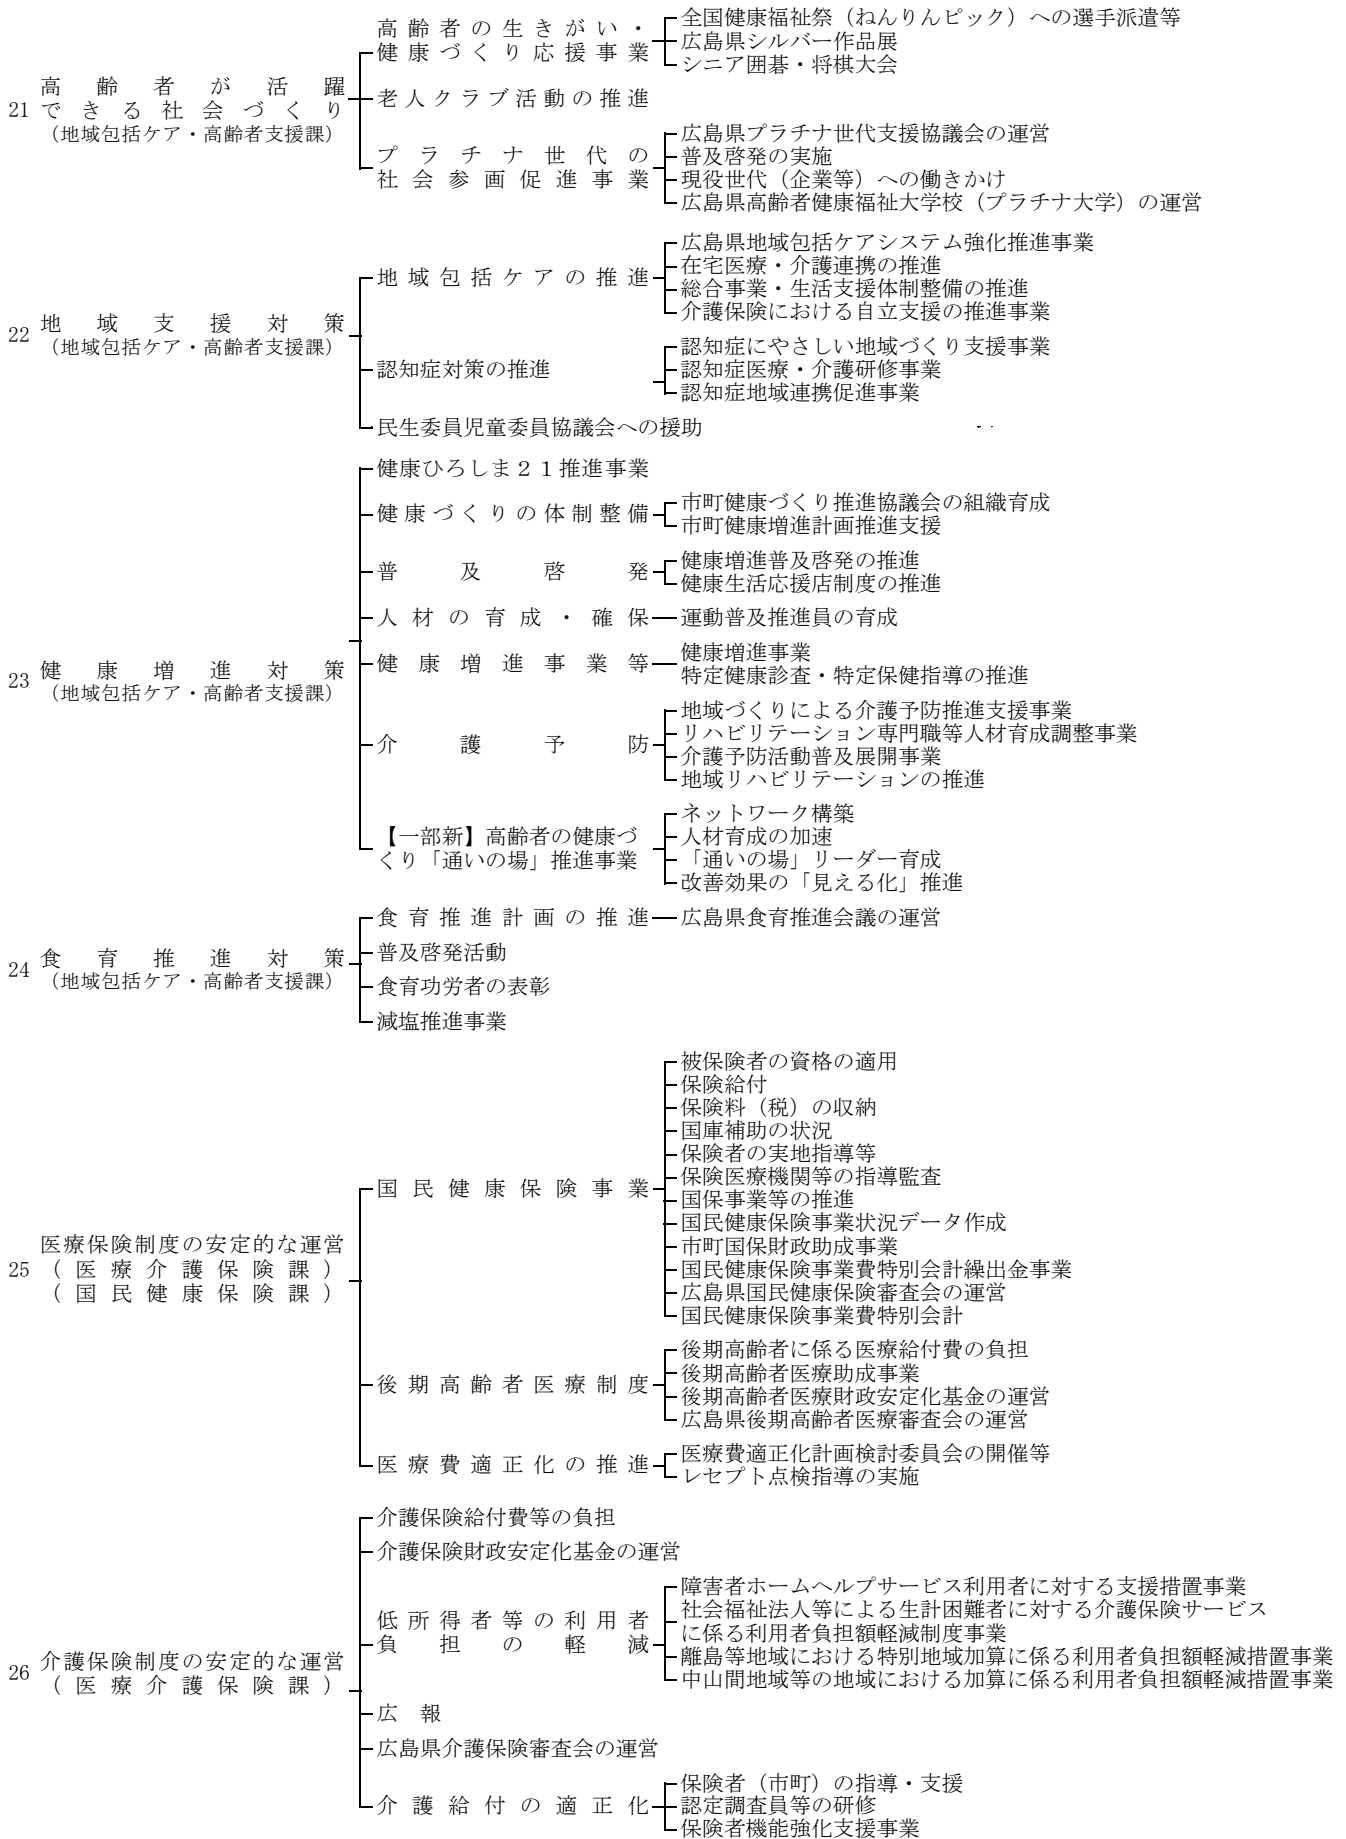 21 高齢者が活躍
できる社会づくり
（地域包括ケア・高齢者支援課）
高齢者の生きがい・
健康づくり応援事業
全国健康福祉祭（ねんりんピック）への選手派遣等
広島県シルバー作品展
シニア囲碁・将棋大会
老人クラブ活動の推進
プラチナ世代の
社会参画促進事業
広島県プラチナ世代支援協議会の運営
普及啓発の実施
現役世代（企業等）への働きかけ
広島県高齢者健康福祉大学校（プラチナ大学）の運営
22 地域支援対策
（地域包括ケア・高齢者支援課）
地域包括ケアの推進
広島県地域包括ケアシステム強化推進事業
在宅医療・介護連携の推進
総合事業・生活支援体制整備の推進
介護保険における自立支援の推進事業
認知症対策の推進
認知症にやさしい地域づくり支援事業
認知症医療・介護研修事業
認知症地域連携促進事業
民生委員児童委員協議会への援助
23 健康増進対策
（地域包括ケア・高齢者支援課）
健康ひろしま２１推進事業
健康づくりの体制整備
市町健康づくり推進協議会の組織育成
市町健康増進計画推進支援
普及啓発
健康増進普及啓発の推進
健康生活応援店制度の推進
人材の育成・確保
運動普及推進員の育成
健康増進事業等
健康増進事業
特定健康診査・特定保健指導の推進
介護予防
地域づくりによる介護予防推進支援事業
リハビリテーション専門職等人材育成調整事業
介護予防活動普及展開事業
地域リハビリテーションの推進
【一部新】高齢者の健康づ
くり「通いの場」推進事業
ネットワーク構築
人材育成の加速
「通いの場」リーダー育成
改善効果の「見える化」推進
24 食育推進対策
（地域包括ケア・高齢者支援課）
食育推進計画の推進
広島県食育推進会議の運営
普及啓発活動
食育功労者の表彰
減塩推進事業
25 医療保険制度の安定的な運営
（医療介護保険課）
（国民健康保険課）
国民健康保険事業
被保険者の資格の適用
保険給付
保険料（税）の収納
国庫補助の状況
保険者の実地指導等
保険医療機関等の指導監査
国保事業等の推進
国民健康保険事業状況データ作成
市町国保財政助成事業
国民健康保険事業費特別会計繰出金事業
広島県国民健康保険審査会の運営
国民健康保険事業費特別会計
後期高齢者医療制度
後期高齢者に係る医療給付費の負担
後期高齢者医療助成事業
後期高齢者医療財政安定化基金の運営
広島県後期高齢者医療審査会の運営
医療費適正化の推進
医療費適正化計画検討委員会の開催等
レセプト点検指導の実施
26 介護保険制度の安定的な運営
（医療介護保険課）
介護保険給付費等の負担
介護保険財政安定化基金の運営
低所得者等の利用者
負担の軽減
障害者ホームヘルプサービス利用者に対する支援措置事業
社会福祉法人等による生計困難者に対する介護保険サービス
に係る利用者負担額軽減制度事業
離島等地域における特別地域加算に係る利用者負担額軽減措置事業
中山間地域等の地域における加算に係る利用者負担額軽減措置事業
広報
広島県介護保険審査会の運営
介護給付の適正化
保険者（市町）の指導・支援
認定調査員等の研修
保険者機能強化支援事業